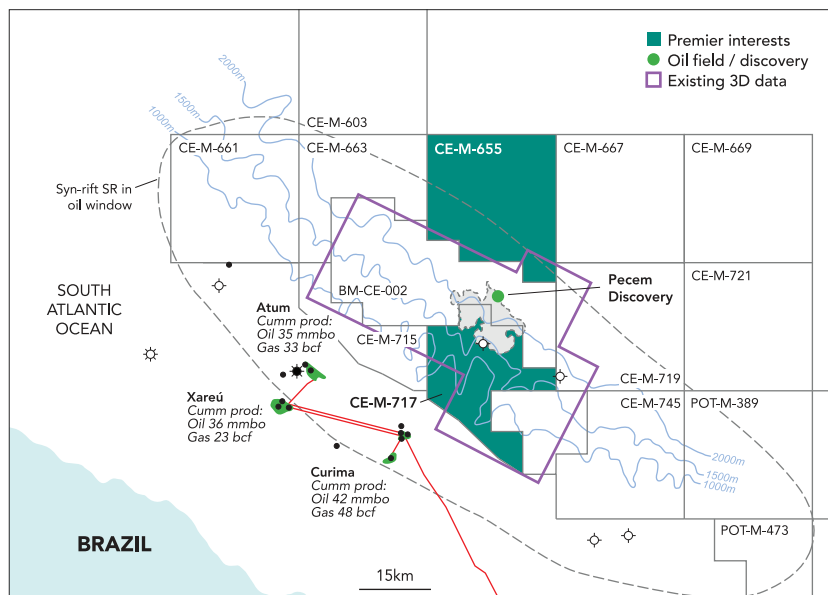 Premier interests
Oil field / discovery
Existing 3D data
2000m
1500m
1000m
CE-M-603
CE-M-661
CE-M-663
CE-M-655
CE-M-667
CE-M-669
Syn-rift SR in
oil window
SOUTH
ATLANTIC
OCEAN
BM-CE-002
Pecem
Discovery
CE-M-721
Atum
Cumm prod:
Oil 35 mmbo
Gas 33 bcf
CE-M-715
CE-M-719
Xareú
Cumm prod:
Oil 36 mmbo
Gas 23 bcf
CE-M-717
CE-M-745
POT-M-389
Curima
Cumm prod:
Oil 42 mmbo
Gas 48 bcf
2000m
1500m
1000m
BRAZIL
POT-M-473
15km